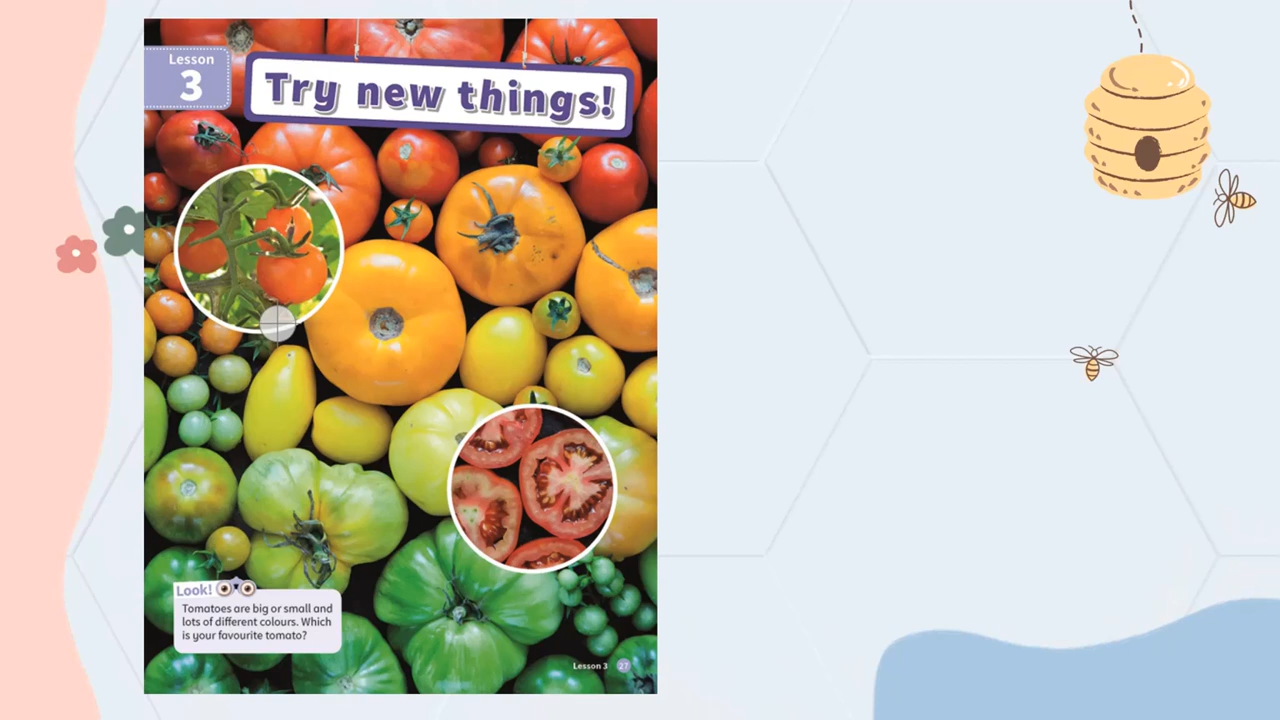 Lesson
3
Try new things!
Look!
Tomatoes are big or small and
lots of different colours. Which
is your favourite tomato?
Lesson 3 27